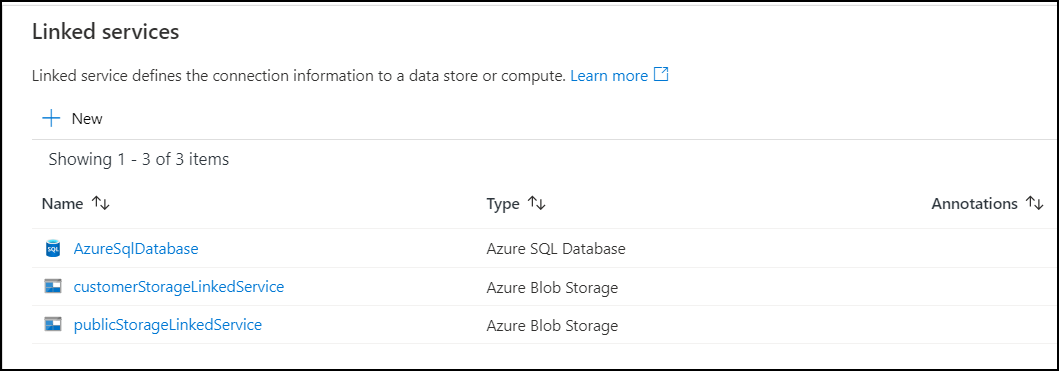 Linked services
Linked service defines the connection information to a data store or compute. Learn more
New
Showing 1 - 3 of 3 items
Name Type Annotations
SQL AzureSqlDatabase Azure SQL Database
customerStorageLinkedService Azure Blob Storage
publicStorageLinkedService Azure Blob Storage